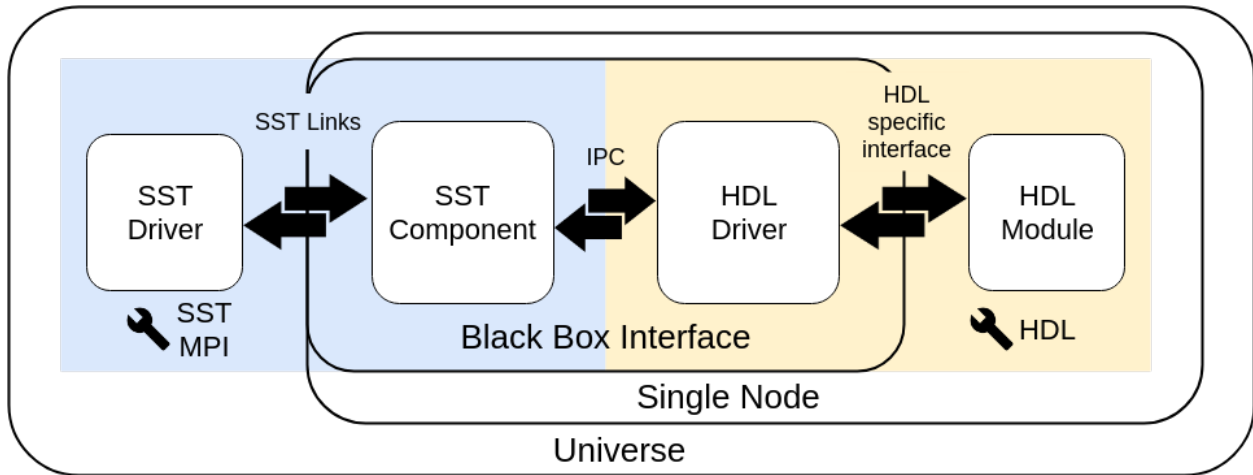 SST Links
HDL
specific
interface
IPC
SST
Driver
SST
Component
HDL
Driver
HDL
Module
SST
MPI
HDL
Black Box Interface
Single Node
Universe